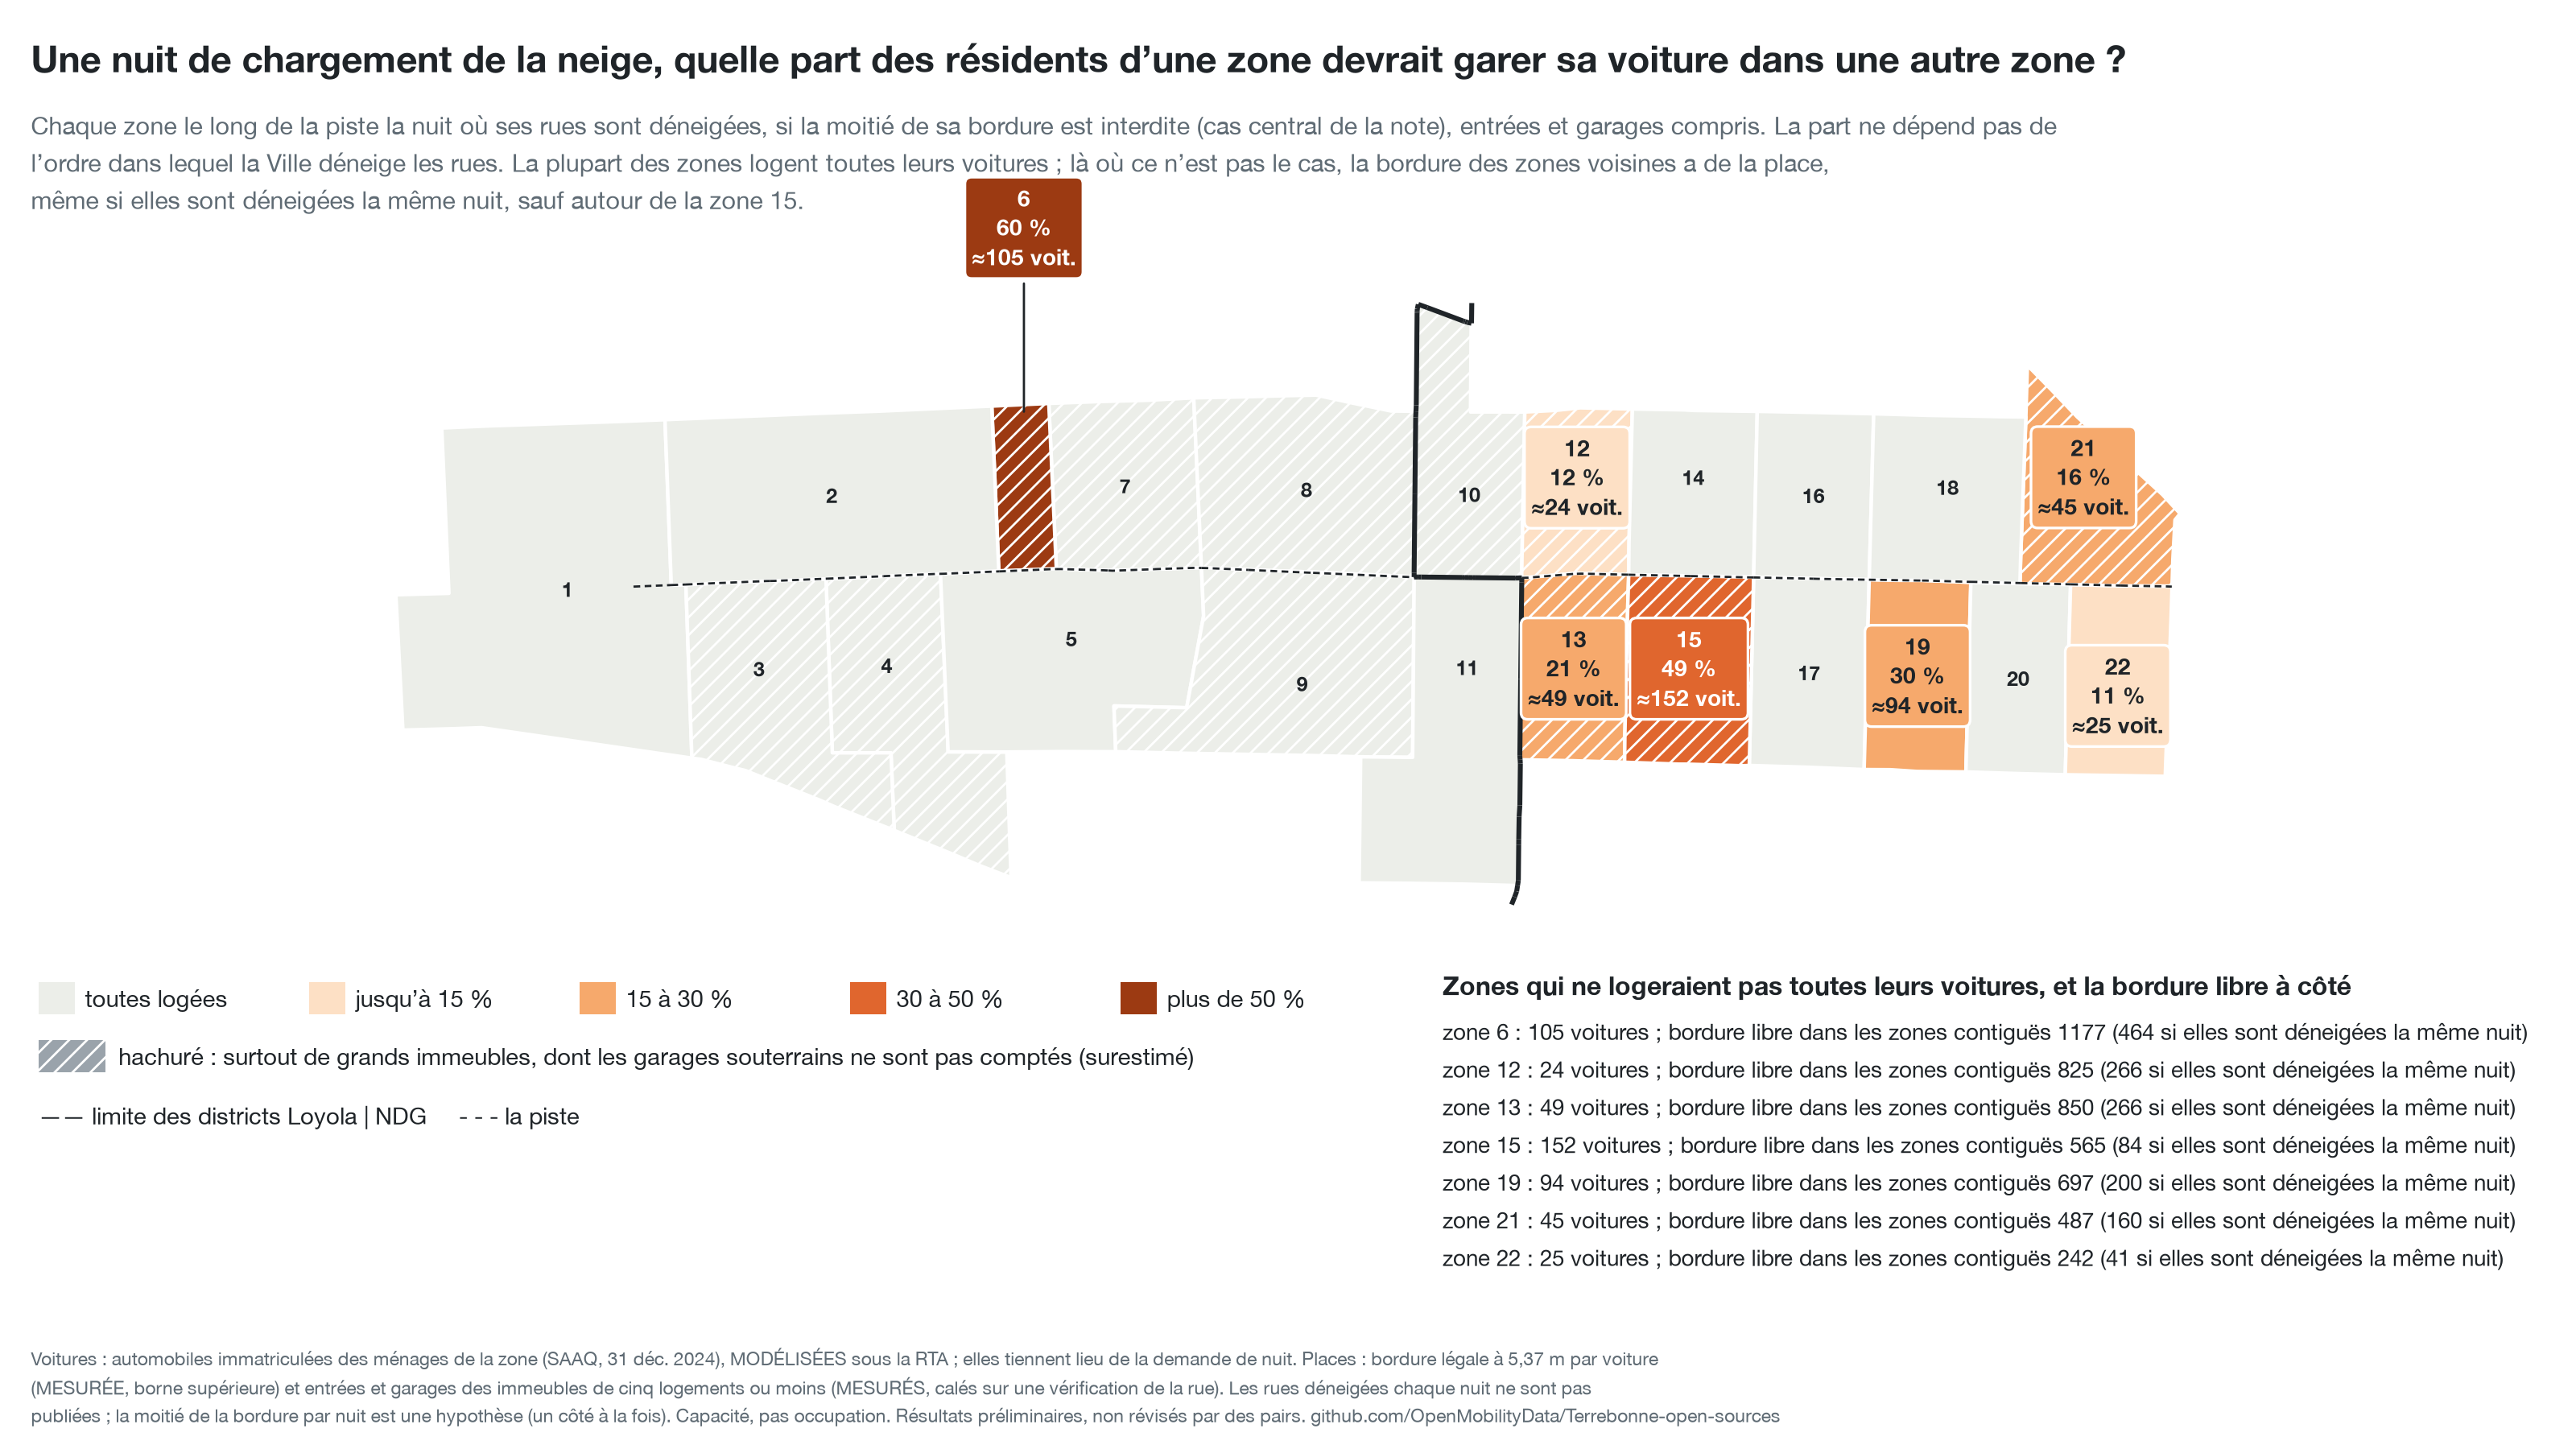 Une nuit de chargement de la neige, quelle part des résidents d’une zone devrait garer sa voiture dans une autre zone ?
Chaque zone le long de la piste la nuit où ses rues sont déneigées, si la moitié de sa bordure est interdite (cas central de la note), entrées et garages compris. La part ne dépend pas de
l’ordre dans lequel la Ville déneige les rues. La plupart des zones logent toutes leurs voitures ; là où ce n’est pas le cas, la bordure des zones voisines a de la place,
même si elles sont déneigées la même nuit, sauf autour de la zone 15.
6
60 %
≈105 voit.
1
2
3
4
5
7
8
9
10
11
12
12 %
≈24 voit.
13
21 %
≈49 voit.
14
15
49 %
≈152 voit.
16
17
18
19
30 %
≈94 voit.
20
21
16 %
≈45 voit.
22
11 %
≈25 voit.
toutes logées
jusqu’à 15 %
15 à 30 %
30 à 50 %
plus de 50 %
hachuré : surtout de grands immeubles, dont les garages souterrains ne sont pas comptés (surestimé)
—— limite des districts Loyola | NDG
- - - la piste
Zones qui ne logeraient pas toutes leurs voitures, et la bordure libre à côté
zone 6 : 105 voitures ; bordure libre dans les zones contiguës 1177 (464 si elles sont déneigées la même nuit)
zone 12 : 24 voitures ; bordure libre dans les zones contiguës 825 (266 si elles sont déneigées la même nuit)
zone 13 : 49 voitures ; bordure libre dans les zones contiguës 850 (266 si elles sont déneigées la même nuit)
zone 15 : 152 voitures ; bordure libre dans les zones contiguës 565 (84 si elles sont déneigées la même nuit)
zone 19 : 94 voitures ; bordure libre dans les zones contiguës 697 (200 si elles sont déneigées la même nuit)
zone 21 : 45 voitures ; bordure libre dans les zones contiguës 487 (160 si elles sont déneigées la même nuit)
zone 22 : 25 voitures ; bordure libre dans les zones contiguës 242 (41 si elles sont déneigées la même nuit)
Voitures : automobiles immatriculées des ménages de la zone (SAAQ, 31 déc. 2024), MODÉLISÉES sous la RTA ; elles tiennent lieu de la demande de nuit. Places : bordure légale à 5,37 m par voiture
(MESURÉE, borne supérieure) et entrées et garages des immeubles de cinq logements ou moins (MESURÉS, calés sur une vérification de la rue). Les rues déneigées chaque nuit ne sont pas
publiées ; la moitié de la bordure par nuit est une hypothèse (un côté à la fois). Capacité, pas occupation. Résultats préliminaires, non révisés par des pairs. github.com/OpenMobilityData/Terrebonne-open-sources